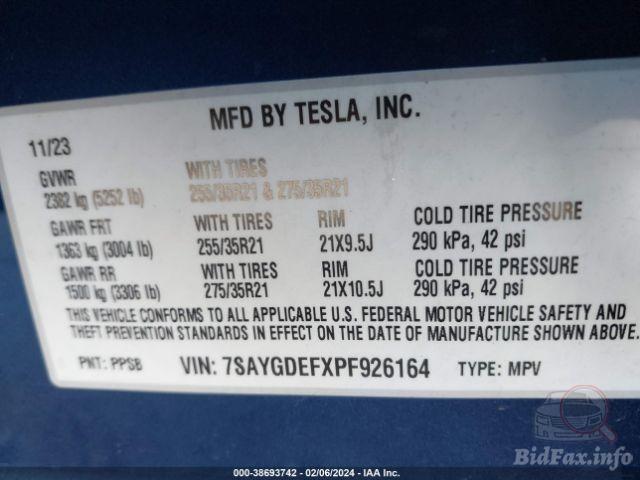 MFD BY TESLA, INC.
11/23
GVWR WITH TIRES
2382 kg (5252 lb) 255/35R21 & 275/35R21
GAWR FRT WITH TIRES RIM COLD TIRE PRESSURE
1363 kg (3004 lb) 255/35R21 21X9.5J 290 kPa, 42 psi
GAWR RR WITH TIRES RIM COLD TIRE PRESSURE
1500 kg (3306 lb) 275/35R21 21X10.5J 290 kPa, 42 psi
THIS VEHICLE CONFORMS TO ALL APPLICABLE U.S. FEDERAL MOTOR VEHICLE SAFETY AND
THEFT PREVENTION STANDARDS IN EFFECT ON THE DATE OF MANUFACTURE SHOWN ABOVE.
PNT: PPSB VIN: 7SAYGDEFXPF926164 TYPE: MPV
BidFax.info
000-38693742 - 02/06/2024 - IAA Inc.